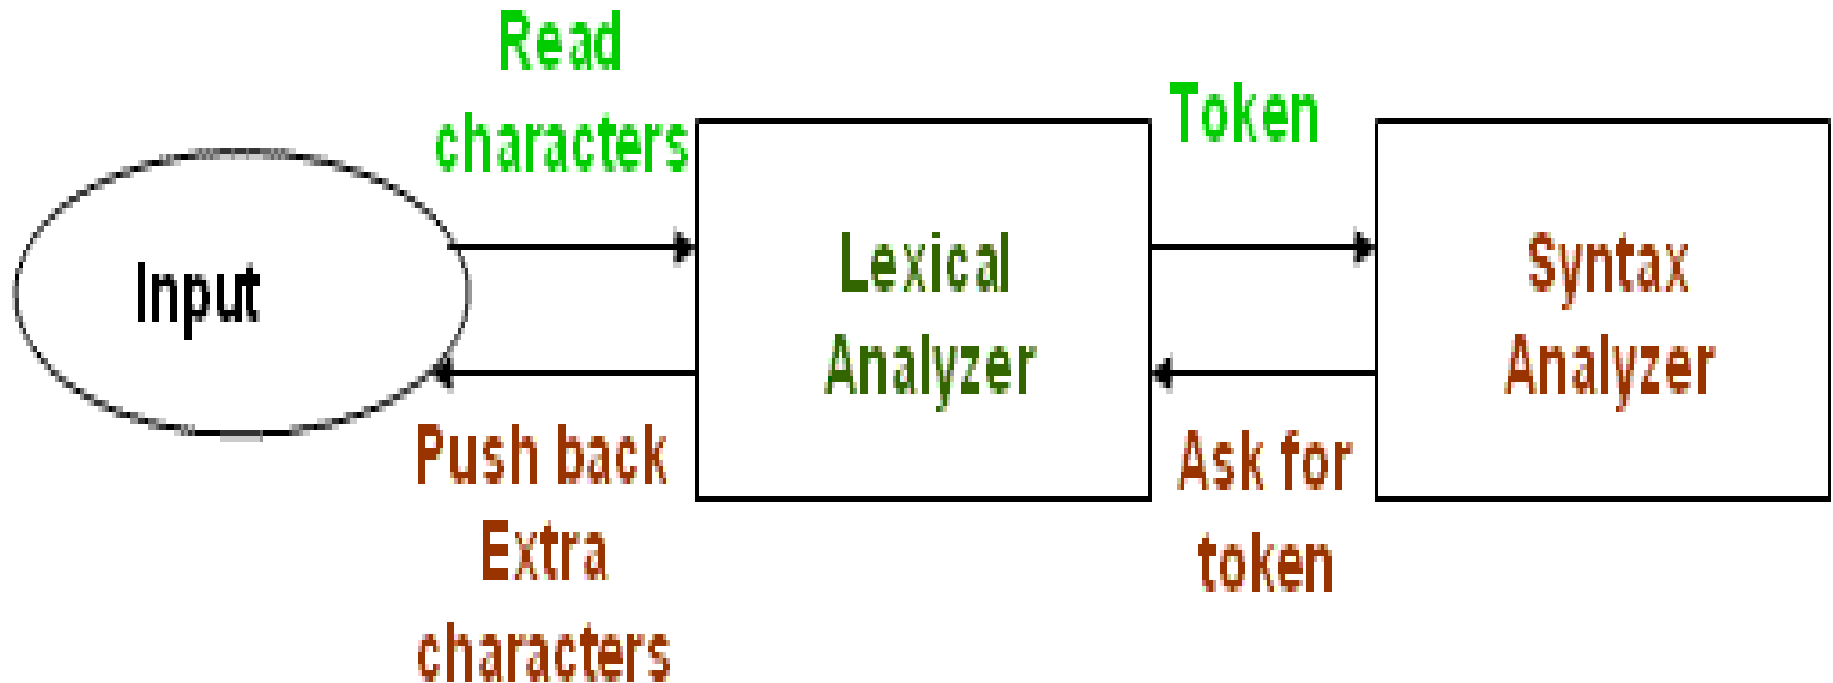 Read
characters
Token
Input
Lexical
Analyzer
Syntax
Analyzer
Push back
Extra
characters
Ask for
token